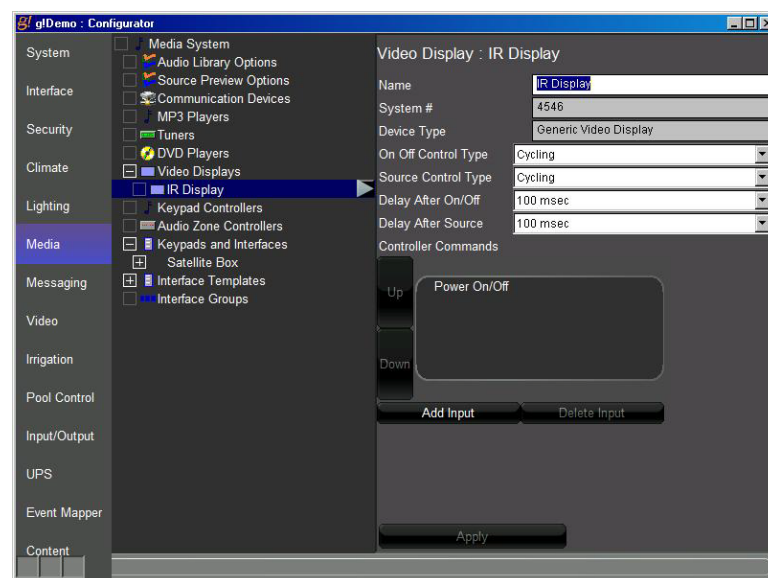 g! g!Demo : Configurator
System
Interface
Security
Climate
Lighting
Media
Messaging
Video
Irrigation
Pool Control
Input/Output
UPS
Event Mapper
Content
Media System
Audio Library Options
Source Preview Options
Communication Devices
MP3 Players
Tuners
DVD Players
Video Displays
IR Display
Keypad Controllers
Audio Zone Controllers
Keypads and Interfaces
Satellite Box
Interface Templates
Interface Groups
Video Display : IR Display
Name IR Display
System # 4546
Device Type Generic Video Display
On Off Control Type Cycling
Source Control Type Cycling
Delay After On/Off 100 msec
Delay After Source 100 msec
Controller Commands
Up
Power On/Off
Down
Add Input Delete Input
Apply